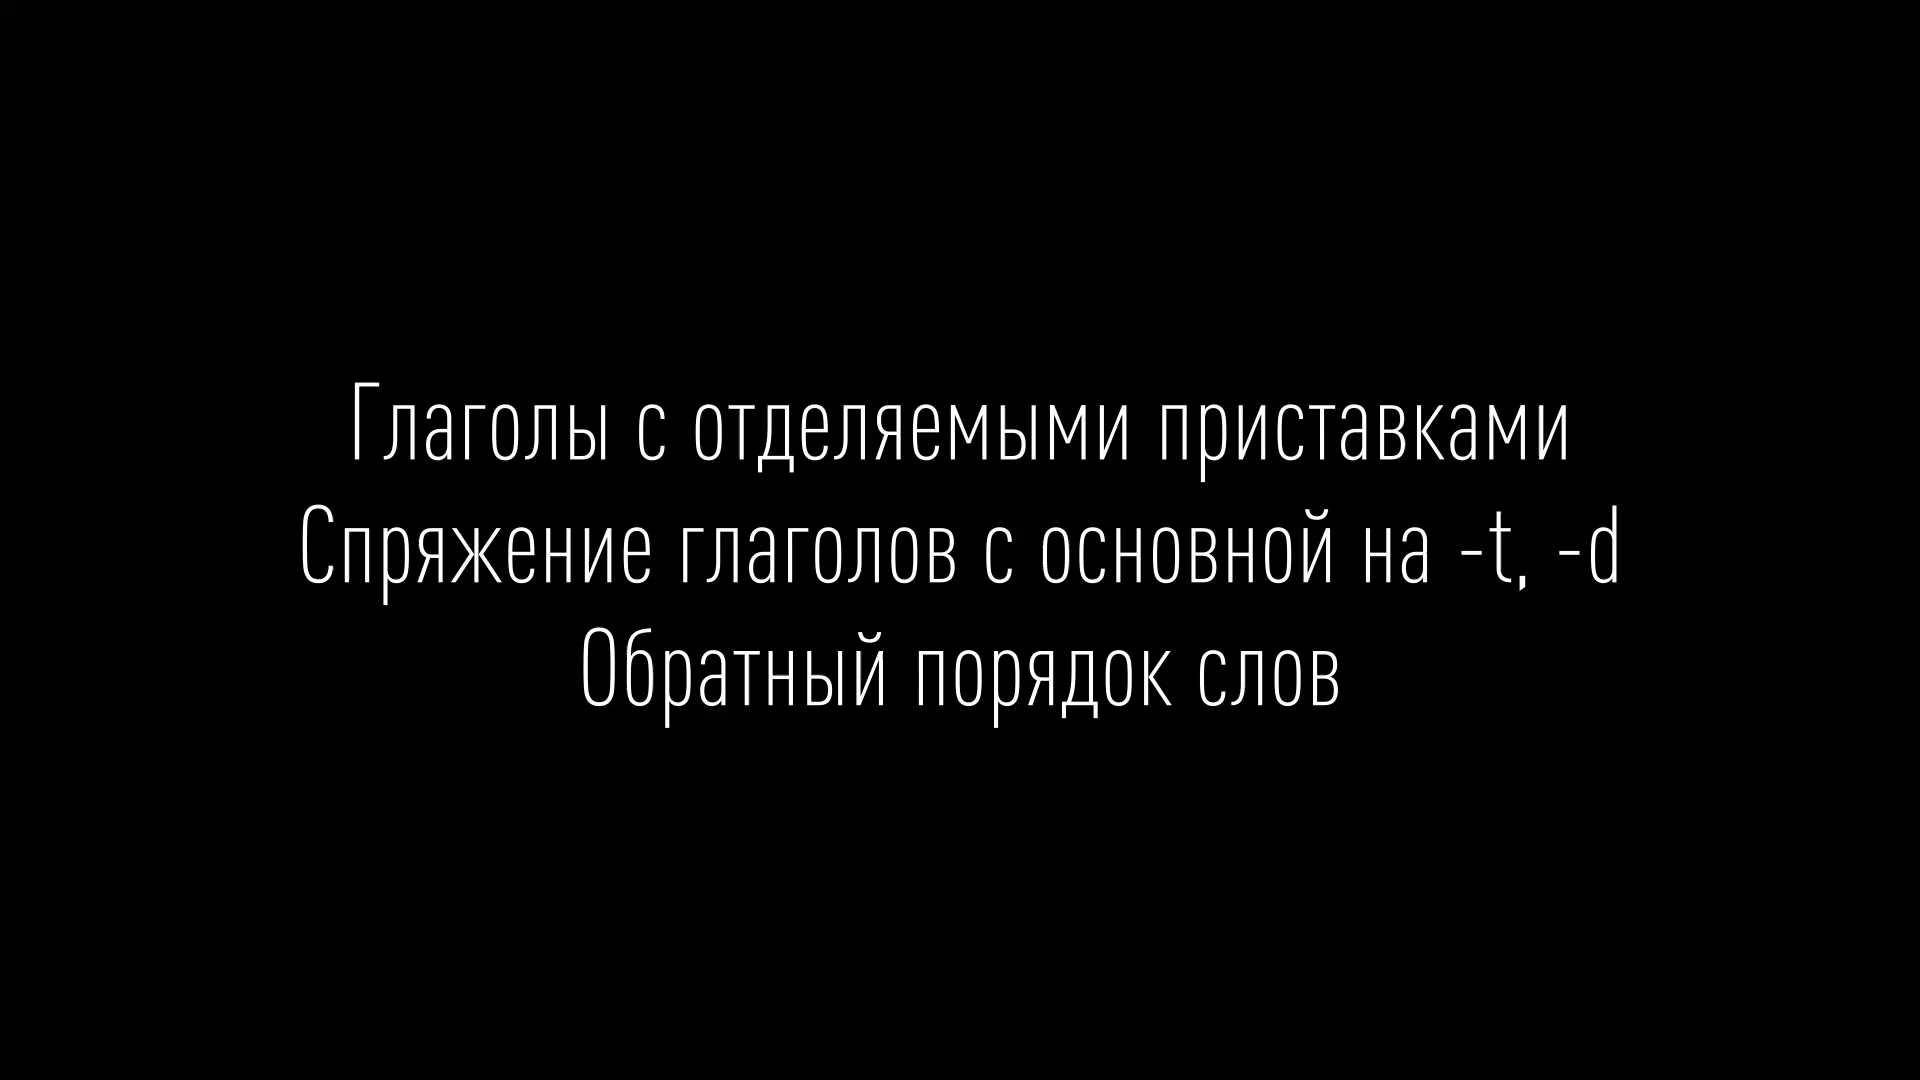 Глаголы с отделяемыми приставками
Спряжение глаголов с основной на -t, -d
Обратный порядок слов